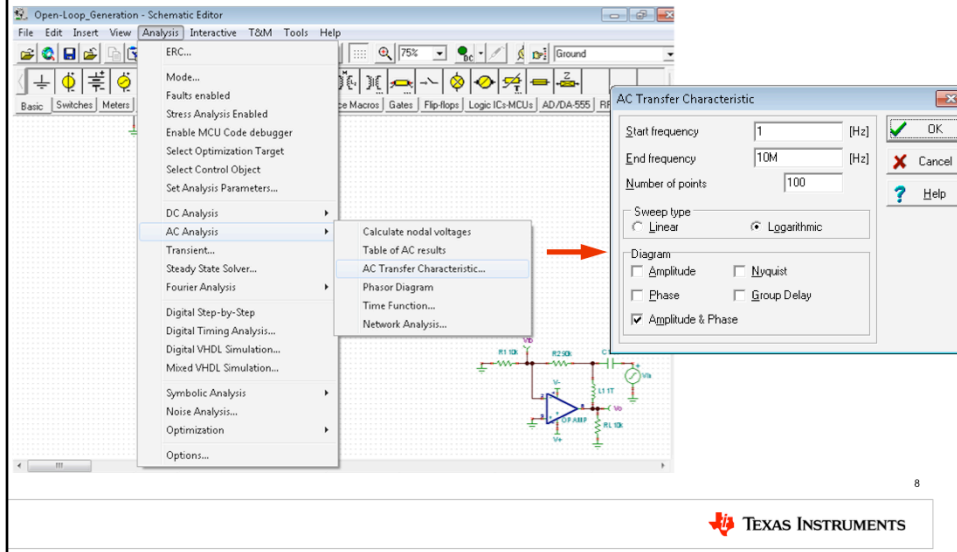 Open-Loop_Generation - Schematic Editor
File Edit Insert View Analysis Interactive T&M Tools Help
75%
DC
Ground
Z
Basic Switches Meters
ce Macros Gates Flip-flops Logic ICs-MCUs AD/DA-555 RF
ERC...
Mode...
Faults enabled
Stress Analysis Enabled
Enable MCU Code debugger
Select Optimization Target
Select Control Object
Set Analysis Parameters...
DC Analysis
AC Analysis
Transient...
Steady State Solver...
Fourier Analysis
Digital Step-by-Step
Digital Timing Analysis...
Digital VHDL Simulation...
Mixed VHDL Simulation...
Symbolic Analysis
Noise Analysis...
Optimization
Options...
Calculate nodal voltages
Table of AC results
AC Transfer Characteristic...
Phasor Diagram
Time Function...
Network Analysis...
AC Transfer Characteristic
Start frequency 1 [Hz]
End frequency 10M [Hz]
Number of points 100
Sweep type
Linear Logarithmic
Diagram
Amplitude Nyquist
Phase Group Delay
Amplitude & Phase
OK
Cancel
Help
R1 10k
R2 90k
L1 1T
V-
OPAMP
Vo
RL 10k
V+
8
TEXAS INSTRUMENTS